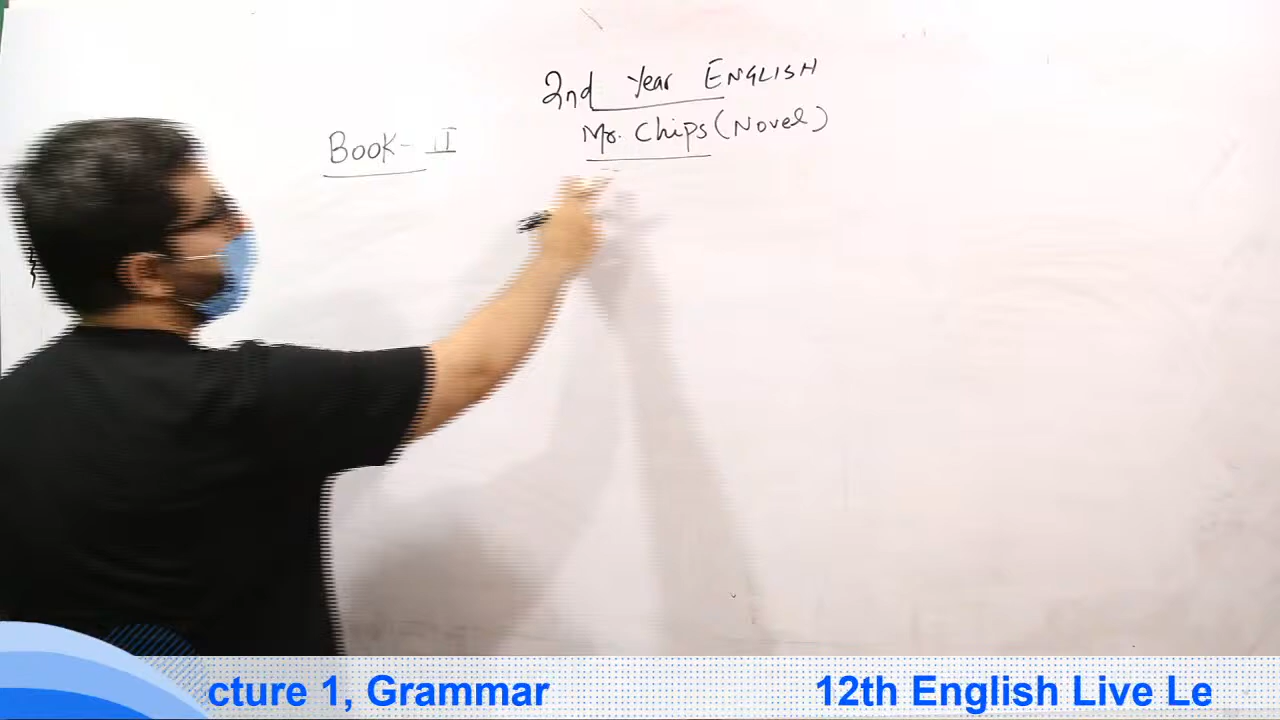 2nd Year ENGLISH
Mr. Chips (Novel)
Book - II
cture 1, Grammar
12th English Live Le